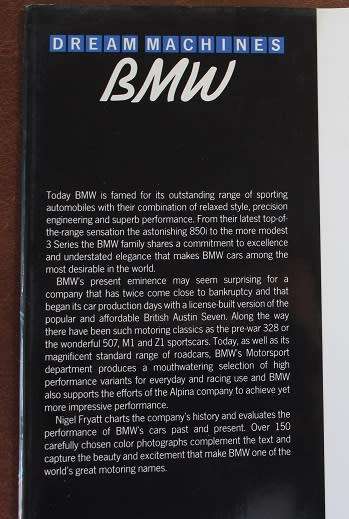 DREAM MACHINES
BMW
Today BMW is famed for its outstanding range of sporting
automobiles with their combination of relaxed style, precision
engineering and superb performance. From their latest top-of-
the-range sensation the astonishing 850i to the more modest
3 Series the BMW family shares a commitment to excellence
and understated elegance that makes BMW cars among the
most desirable in the world.
BMW's present eminence may seem surprising for a
company that has twice come close to bankruptcy and that
began its car production days with a license-built version of the
popular and affordable British Austin Seven. Along the way
there have been such motoring classics as the pre-war 328 or
the wonderful 507, M1 and Z1 sportscars. Today, as well as its
magnificent standard range of roadcars, BMW's Motorsport
department produces a mouthwatering selection of high
performance variants for everyday and racing use and BMW
also supports the efforts of the Alpina company to achieve yet
more impressive performance.
Nigel Fryatt charts the company's history and evaluates the
performance of BMW's cars past and present. Over 150
carefully chosen color photographs complement the text and
capture the beauty and excitement that make BMW one of the
world's great motoring names.